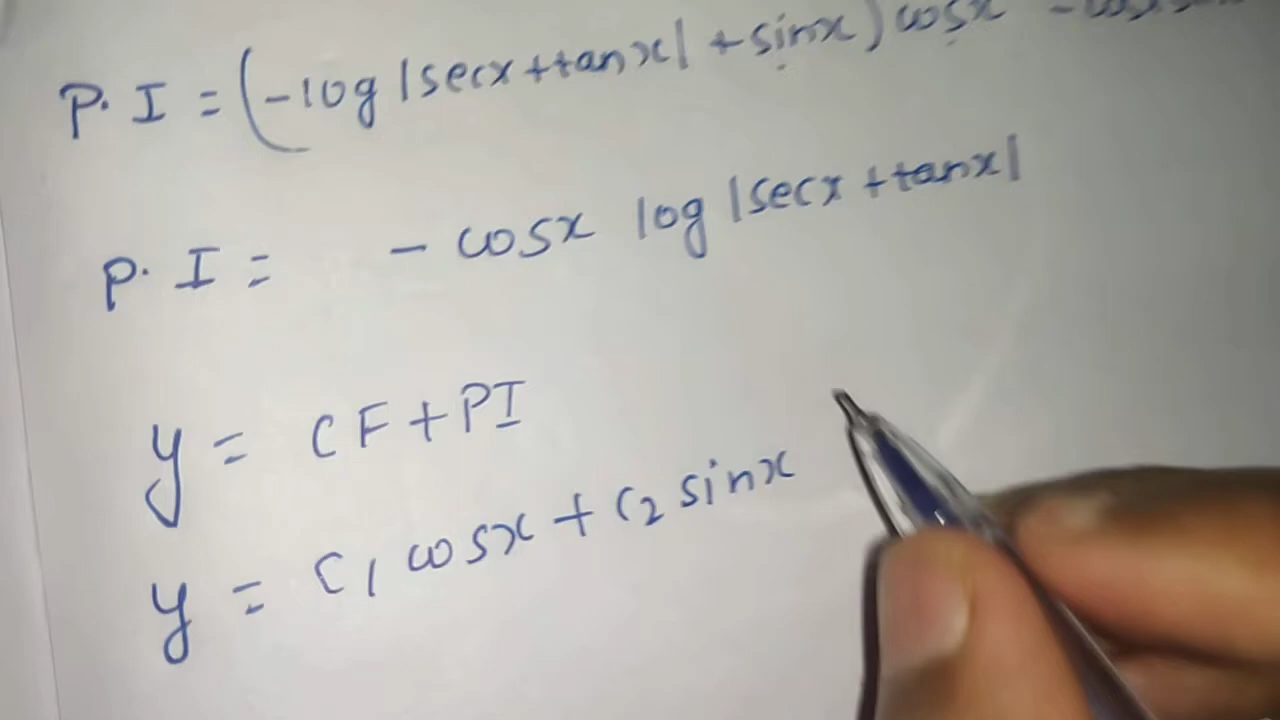 P. I = (-log |secx + tanx| + sinx) cosx
P. I = - cosx log |secx + tanx|
y = CF + PI
y = C1 cosx + C2 sinx